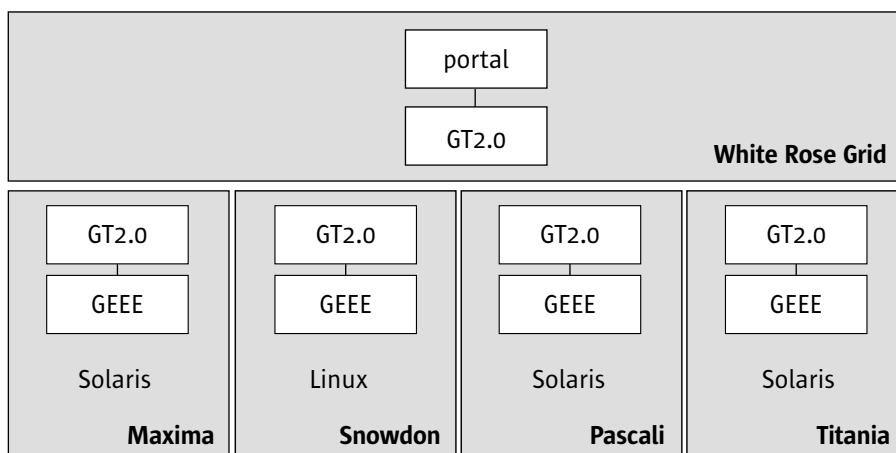 portal
GT2.0
White Rose Grid
GT2.0
GEEE
Solaris
Maxima
GT2.0
GEEE
Linux
Snowdon
GT2.0
GEEE
Solaris
Pascali
GT2.0
GEEE
Solaris
Titania